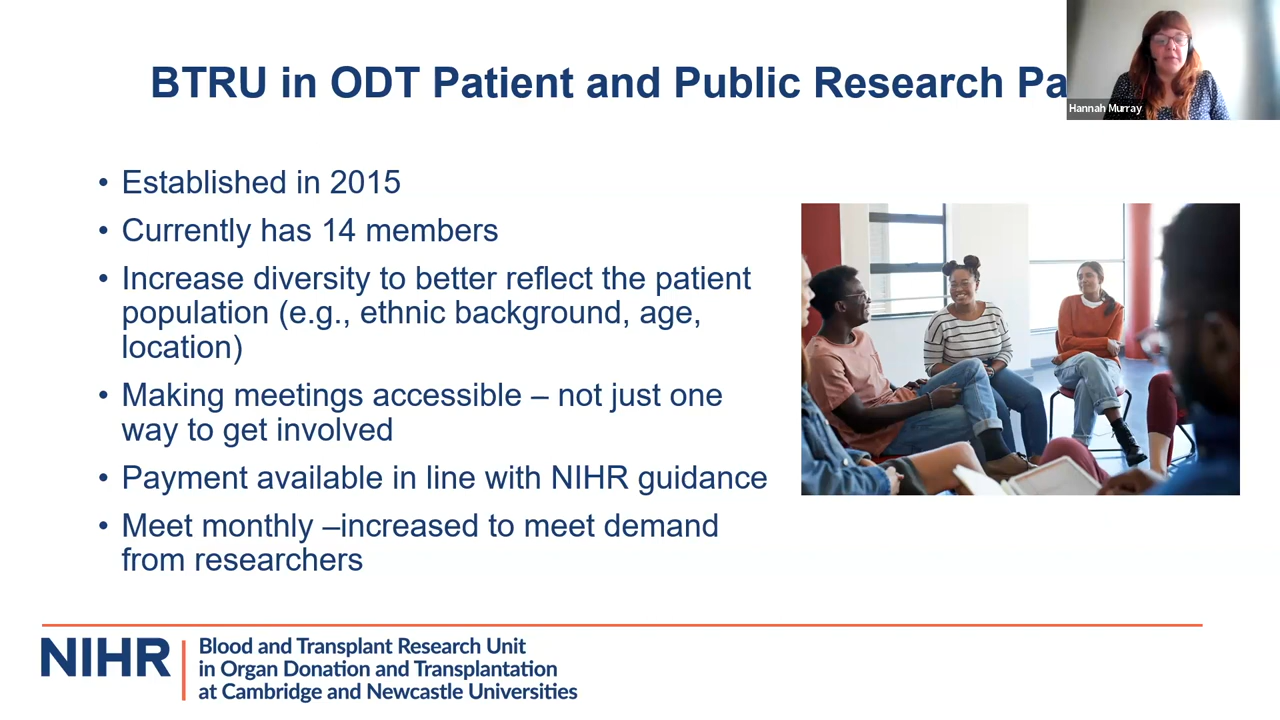 BTRU in ODT Patient and Public Research Pa
Hannah Murray
• Established in 2015
• Currently has 14 members
• Increase diversity to better reflect the patient
population (e.g., ethnic background, age,
location)
• Making meetings accessible – not just one
way to get involved
• Payment available in line with NIHR guidance
• Meet monthly –increased to meet demand
from researchers
NIHR
Blood and Transplant Research Unit
in Organ Donation and Transplantation
at Cambridge and Newcastle Universities